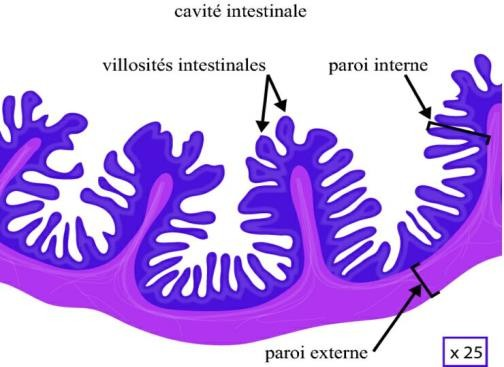 cavité intestinale
villosités intestinales
paroi interne
paroi externe
x 25